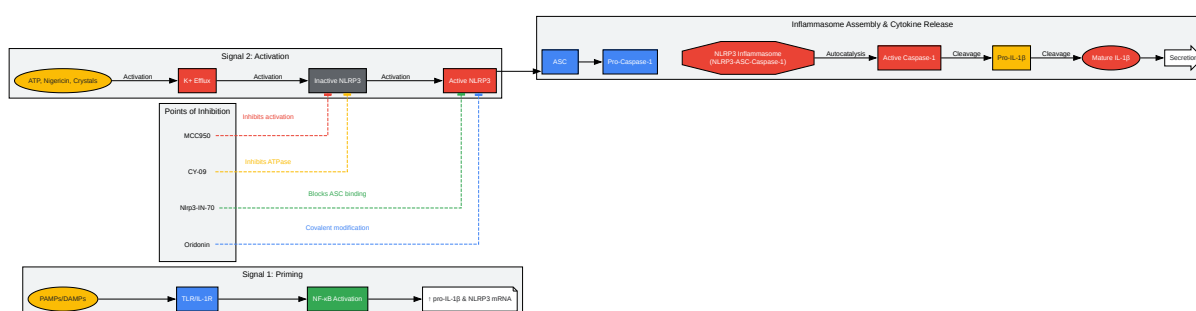 Inflammasome Assembly & Cytokine Release
ASC
Pro-Caspase-1
NLRP3 Inflammasome
(NLRP3-ASC-Caspase-1)
Autocatalysis
Active Caspase-1
Cleavage
Pro-IL-1β
Cleavage
Mature IL-1β
Secretion
Signal 2: Activation
ATP, Nigericin, Crystals
Activation
K+ Efflux
Activation
Inactive NLRP3
Activation
Active NLRP3
Points of Inhibition
MCC950
Inhibits activation
CY-09
Inhibits ATPase
Nlrp3-IN-70
Blocks ASC binding
Oridonin
Covalent modification
Signal 1: Priming
PAMPs/DAMPs
TLR/IL-1R
NF-κB Activation
↑ pro-IL-1β & NLRP3 mRNA